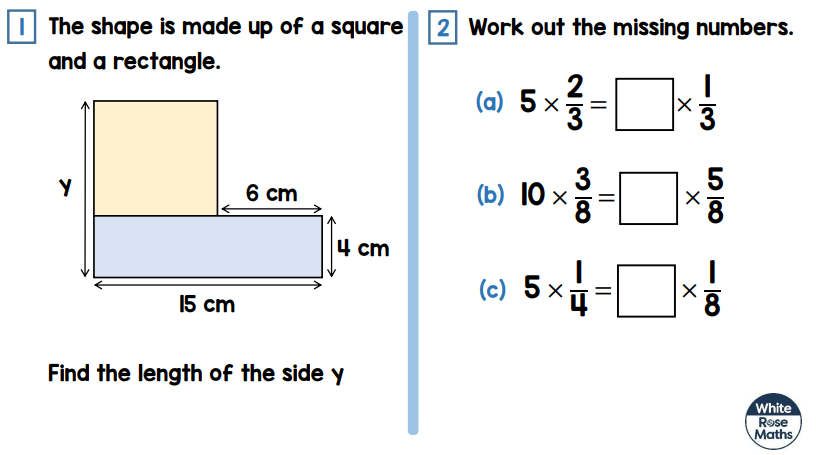 1 The shape is made up of a square
and a rectangle.
y
6 cm
4 cm
15 cm
Find the length of the side y
2 Work out the missing numbers.
(a) 5 × 2/3 = × 1/3
(b) 10 × 3/8 = × 5/8
(c) 5 × 1/4 = × 1/8
White
Rose
Maths